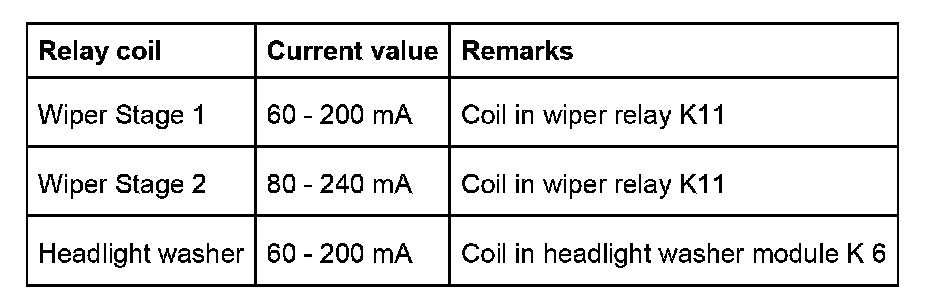 Relay coil Current value Remarks
Wiper Stage 1 60 - 200 mA Coil in wiper relay K11
Wiper Stage 2 80 - 240 mA Coil in wiper relay K11
Headlight washer 60 - 200 mA Coil in headlight washer module K 6